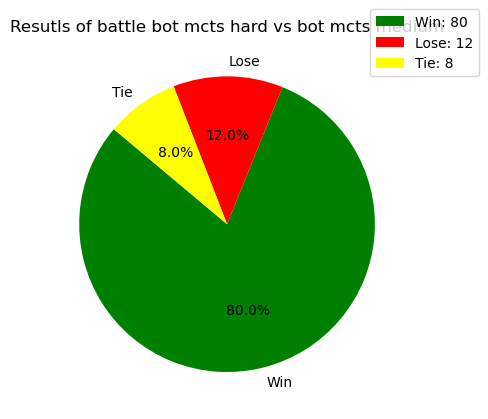 Resutls of battle bot mcts hard vs bot mcts medium
Win: 80
Lose: 12
Tie: 8
Lose
Tie
12.0%
8.0%
80.0%
Win